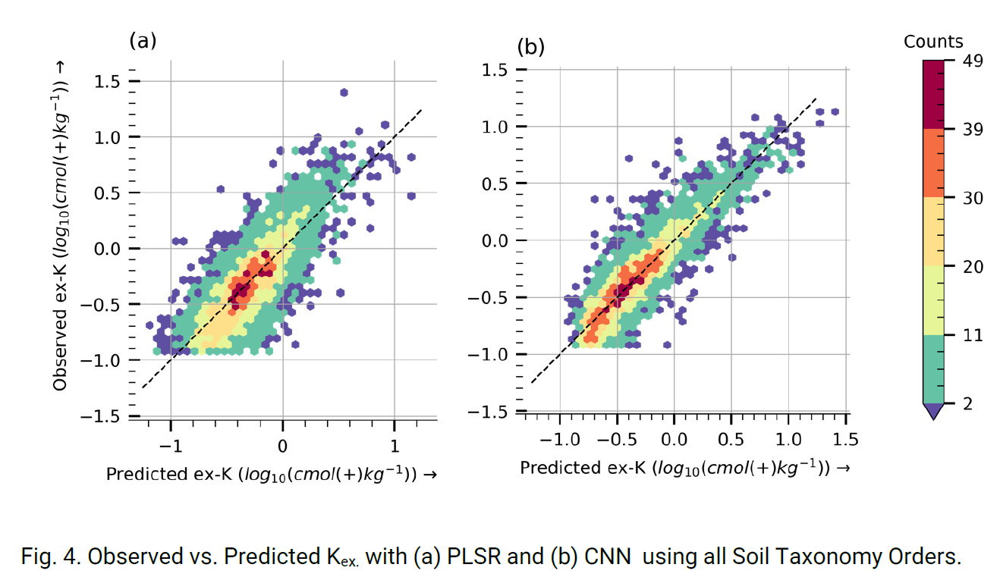 (a)
Observed ex-K (log10(cmol(+)kg−1)) →
1.5
1.0
0.5
0.0
−0.5
−1.0
−1.5
−1 0 1
Predicted ex-K (log10(cmol(+)kg−1)) →
(b)
1.5
1.0
0.5
0.0
−0.5
−1.0
−1.5
−1.0 −0.5 0.0 0.5 1.0 1.5
Predicted ex-K (log10(cmol(+)kg−1)) →
Counts
49
39
30
20
11
2
Fig. 4. Observed vs. Predicted Kex. with (a) PLSR and (b) CNN using all Soil Taxonomy Orders.